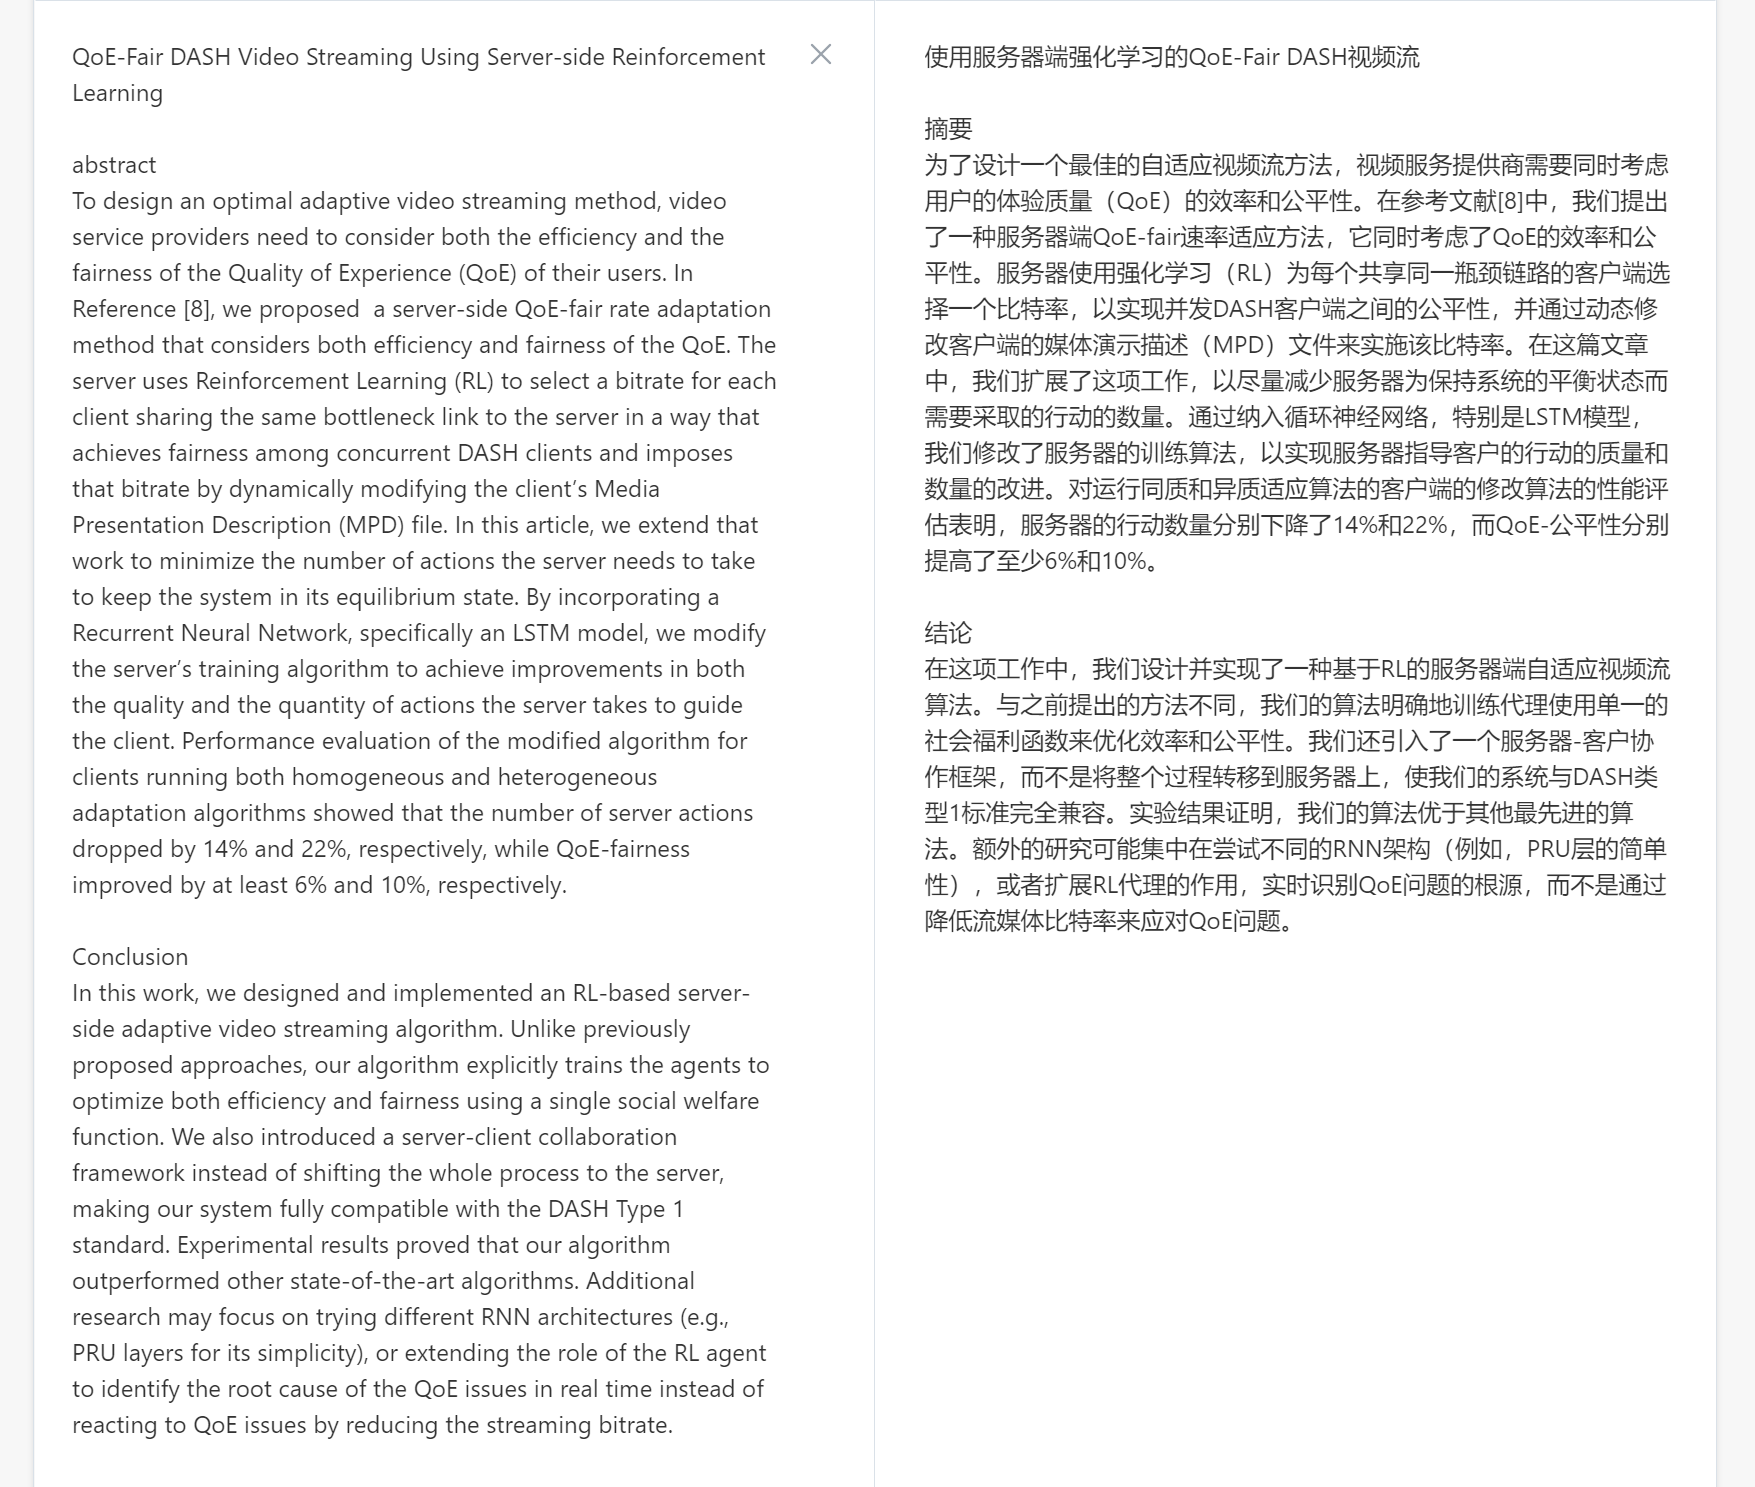 QoE-Fair DASH Video Streaming Using Server-side Reinforcement
Learning
abstract
To design an optimal adaptive video streaming method, video
service providers need to consider both the efficiency and the
fairness of the Quality of Experience (QoE) of their users. In
Reference [8], we proposed  a server-side QoE-fair rate adaptation
method that considers both efficiency and fairness of the QoE. The
server uses Reinforcement Learning (RL) to select a bitrate for each
client sharing the same bottleneck link to the server in a way that
achieves fairness among concurrent DASH clients and imposes
that bitrate by dynamically modifying the client’s Media
Presentation Description (MPD) file. In this article, we extend that
work to minimize the number of actions the server needs to take
to keep the system in its equilibrium state. By incorporating a
Recurrent Neural Network, specifically an LSTM model, we modify
the server’s training algorithm to achieve improvements in both
the quality and the quantity of actions the server takes to guide
the client. Performance evaluation of the modified algorithm for
clients running both homogeneous and heterogeneous
adaptation algorithms showed that the number of server actions
dropped by 14% and 22%, respectively, while QoE-fairness
improved by at least 6% and 10%, respectively.
Conclusion
In this work, we designed and implemented an RL-based server-
side adaptive video streaming algorithm. Unlike previously
proposed approaches, our algorithm explicitly trains the agents to
optimize both efficiency and fairness using a single social welfare
function. We also introduced a server-client collaboration
framework instead of shifting the whole process to the server,
making our system fully compatible with the DASH Type 1
standard. Experimental results proved that our algorithm
outperformed other state-of-the-art algorithms. Additional
research may focus on trying different RNN architectures (e.g.,
PRU layers for its simplicity), or extending the role of the RL agent
to identify the root cause of the QoE issues in real time instead of
reacting to QoE issues by reducing the streaming bitrate.
使用服务器端强化学习的QoE-Fair DASH视频流
摘要
为了设计一个最佳的自适应视频流方法，视频服务提供商需要同时考虑
用户的体验质量（QoE）的效率和公平性。在参考文献[8]中，我们提出
了一种服务器端QoE-fair速率适应方法，它同时考虑了QoE的效率和公
平性。服务器使用强化学习（RL）为每个共享同一瓶颈链路的客户端选
择一个比特率，以实现并发DASH客户端之间的公平性，并通过动态修
改客户端的媒体演示描述（MPD）文件来实施该比特率。在这篇文章
中，我们扩展了这项工作，以尽量减少服务器为保持系统的平衡状态而
需要采取的行动的数量。通过纳入循环神经网络，特别是LSTM模型，
我们修改了服务器的训练算法，以实现服务器指导客户的行动的质量和
数量的改进。对运行同质和异质适应算法的客户端的修改算法的性能评
估表明，服务器的行动数量分别下降了14%和22%，而QoE-公平性分别
提高了至少6%和10%。
结论
在这项工作中，我们设计并实现了一种基于RL的服务器端自适应视频流
算法。与之前提出的方法不同，我们的算法明确地训练代理使用单一的
社会福利函数来优化效率和公平性。我们还引入了一个服务器-客户协
作框架，而不是将整个过程转移到服务器上，使我们的系统与DASH类
型1标准完全兼容。实验结果证明，我们的算法优于其他最先进的算
法。额外的研究可能集中在尝试不同的RNN架构（例如，PRU层的简单
性），或者扩展RL代理的作用，实时识别QoE问题的根源，而不是通过
降低流媒体比特率来应对QoE问题。